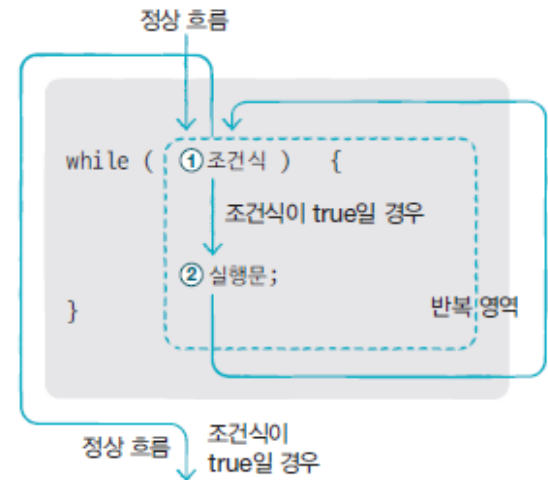 정상 흐름
while ( ①조건식 ) {
조건식이 true일 경우
②실행문;
}
반복 영역
정상 흐름
조건식이
true일 경우